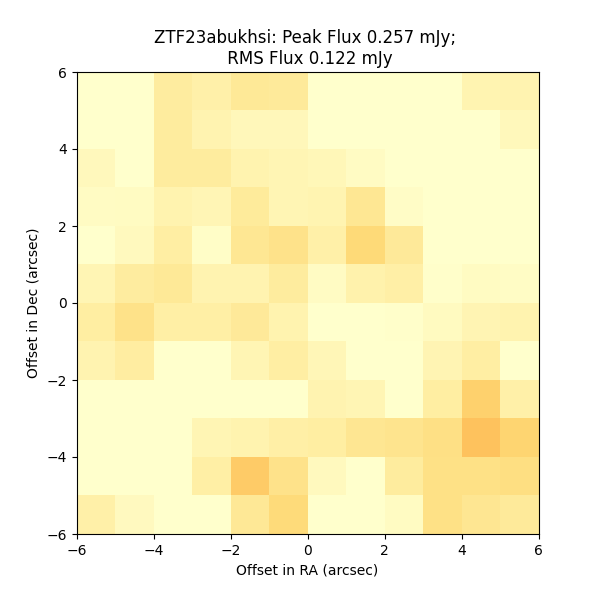 ZTF23abukhsi: Peak Flux 0.257 mJy;
RMS Flux 0.122 mJy
6
4
2
0
−2
−4
−6
Offset in Dec (arcsec)
−6 −4 −2 0 2 4 6
Offset in RA (arcsec)